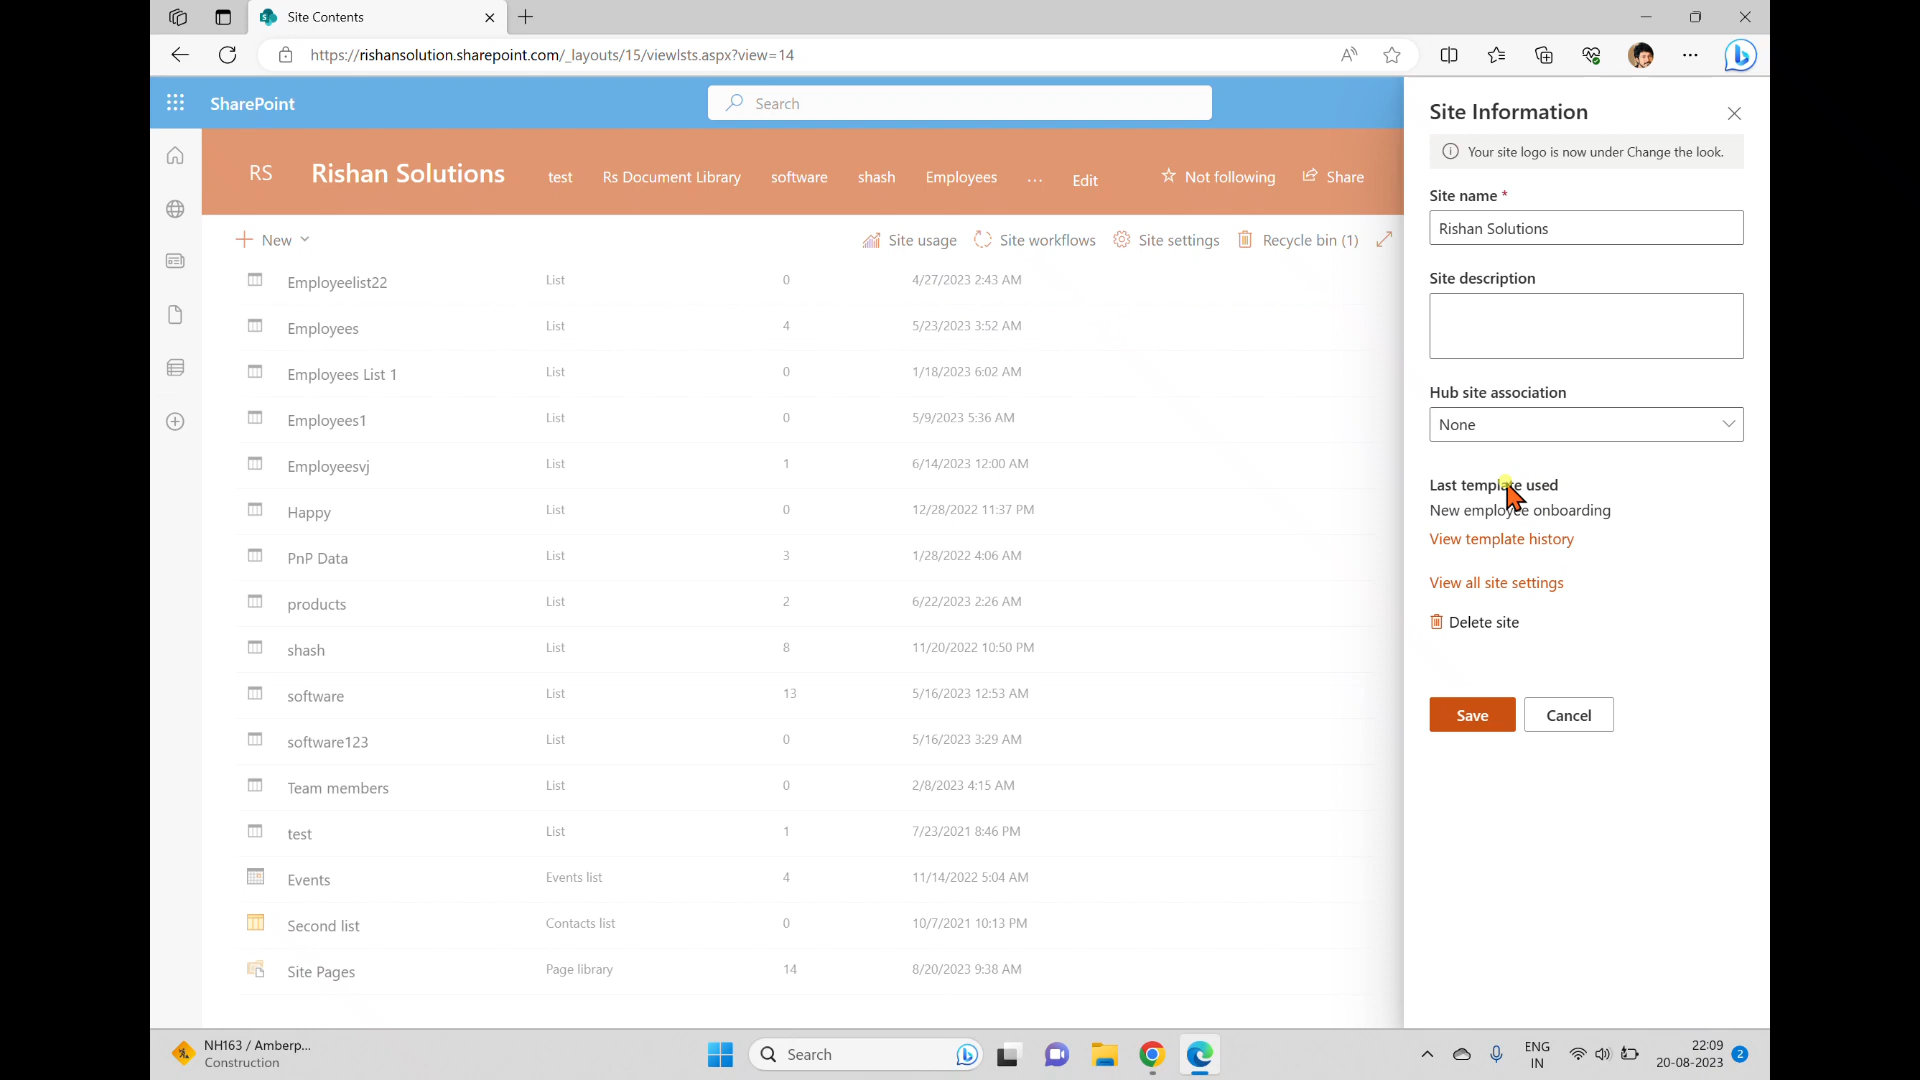 Site Contents
https://rishansolution.sharepoint.com/_layouts/15/viewlsts.aspx?view=14
SharePoint
Search
RS
Rishan Solutions
test
Rs Document Library
software
shash
Employees
...
Edit
Not following
Share
New
Site usage
Site workflows
Site settings
Recycle bin (1)
Employeelist22 List 0 4/27/2023 2:43 AM
Employees List 4 5/23/2023 3:52 AM
Employees List 1 List 0 1/18/2023 6:02 AM
Employees1 List 0 5/9/2023 5:36 AM
Employeesvj List 1 6/14/2023 12:00 AM
Happy List 0 12/28/2022 11:37 PM
PnP Data List 3 1/28/2022 4:06 AM
products List 2 6/22/2023 2:26 AM
shash List 8 11/20/2022 10:50 PM
software List 13 5/16/2023 12:53 AM
software123 List 0 5/16/2023 3:29 AM
Team members List 0 2/8/2023 4:15 AM
test List 1 7/23/2021 8:46 PM
Events Events list 4 11/14/2022 5:04 AM
Second list Contacts list 0 10/7/2021 10:13 PM
Site Pages Page library 14 8/20/2023 9:38 AM
Site Information
Your site logo is now under Change the look.
Site name *
Rishan Solutions
Site description
Hub site association
None
Last template used
New employee onboarding
View template history
View all site settings
Delete site
Save
Cancel
NH163 / Amberp...
Construction
Search
ENG
IN
22:09
20-08-2023
2